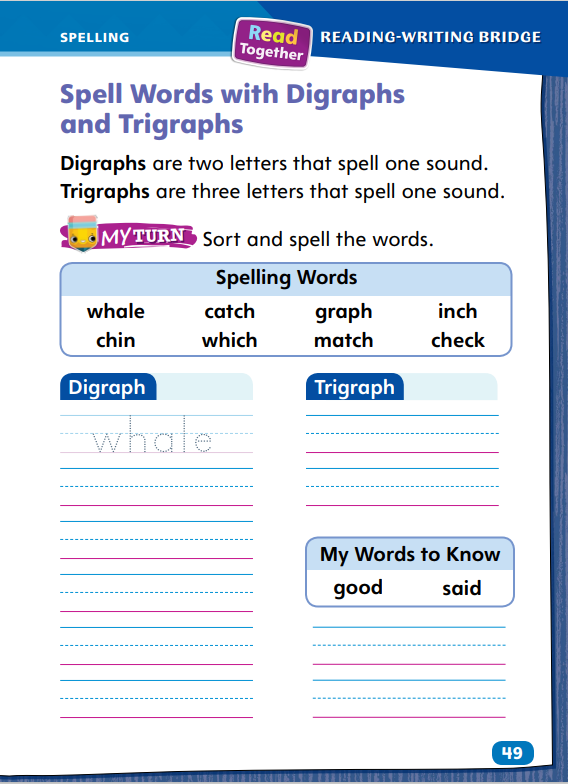 SPELLING
Read
Together
READING-WRITING BRIDGE
Spell Words with Digraphs
and Trigraphs
Digraphs are two letters that spell one sound.
Trigraphs are three letters that spell one sound.
MY TURN Sort and spell the words.
Spelling Words
whale catch graph inch
chin which match check
Digraph
whale
Trigraph
My Words to Know
good said
49